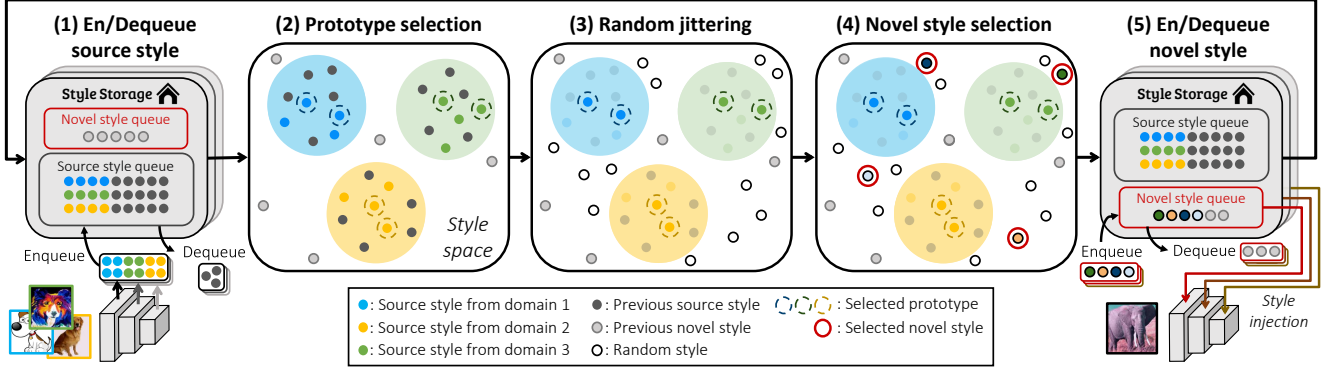 (1) En/Dequeue
source style
Style Storage
Novel style queue
Source style queue
Enqueue
Dequeue
(2) Prototype selection
Style
space
(3) Random jittering
(4) Novel style selection
(5) En/Dequeue
novel style
Style Storage
Source style queue
Novel style queue
Enqueue
Dequeue
Style
injection
: Source style from domain 1
: Source style from domain 2
: Source style from domain 3
: Previous source style
: Previous novel style
: Random style
: Selected prototype
: Selected novel style